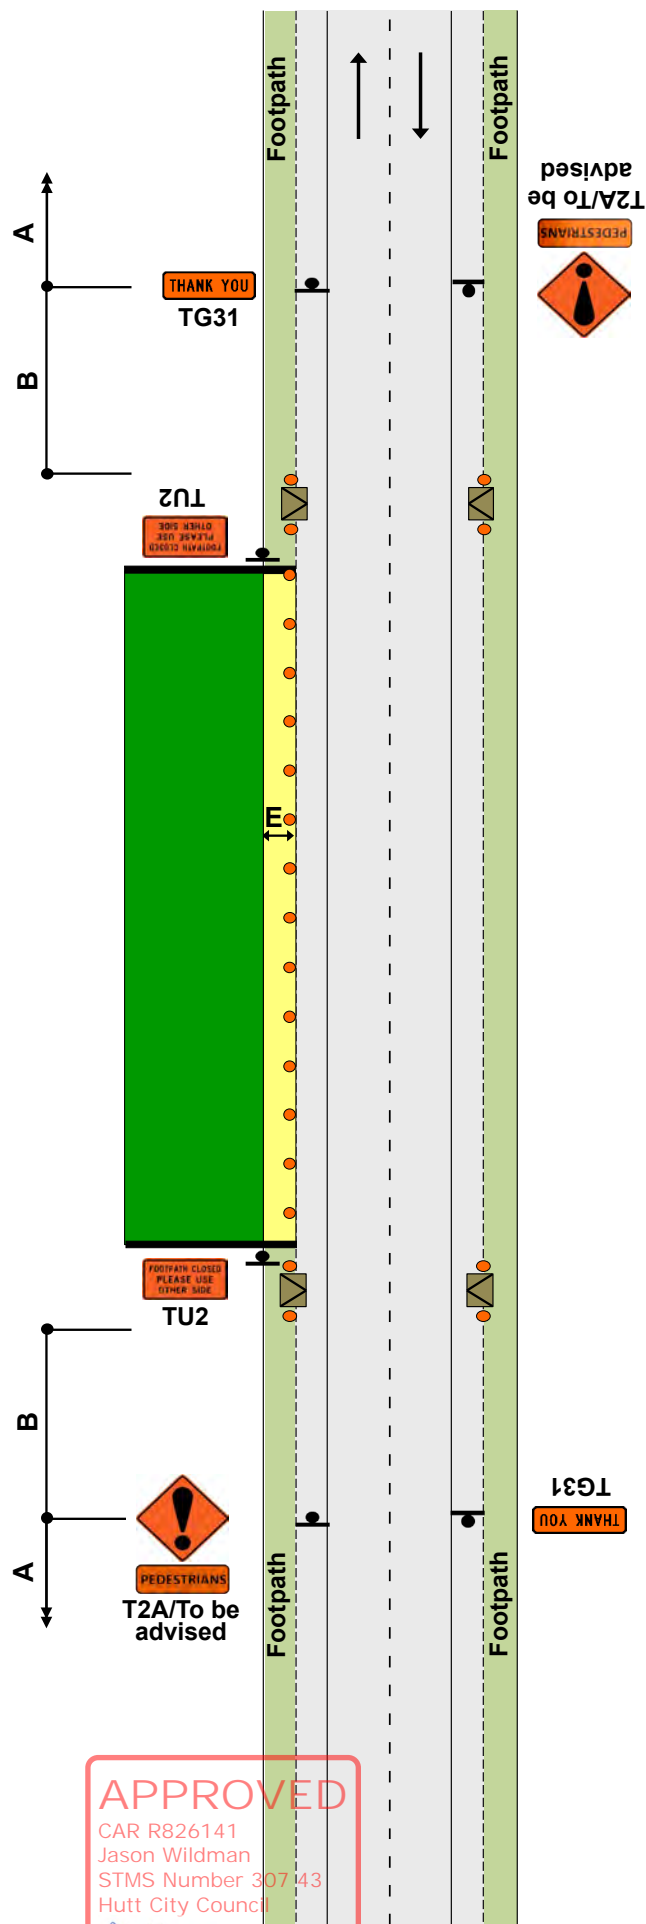 Footpath
Footpath
T2A/To be
advised
PEDESTRIANS
A
THANK YOU
TG31
B
TU2
FOOTPATH CLOSED
PLEASE USE
OTHER SIDE
E
FOOTPATH CLOSED
PLEASE USE
OTHER SIDE
TU2
B
TG31
THANK YOU
A
PEDESTRIANS
T2A/To be
advised
Footpath
Footpath
APPROVED
CAR R826141
Jason Wildman
STMS Number 307 43
Hutt City Council